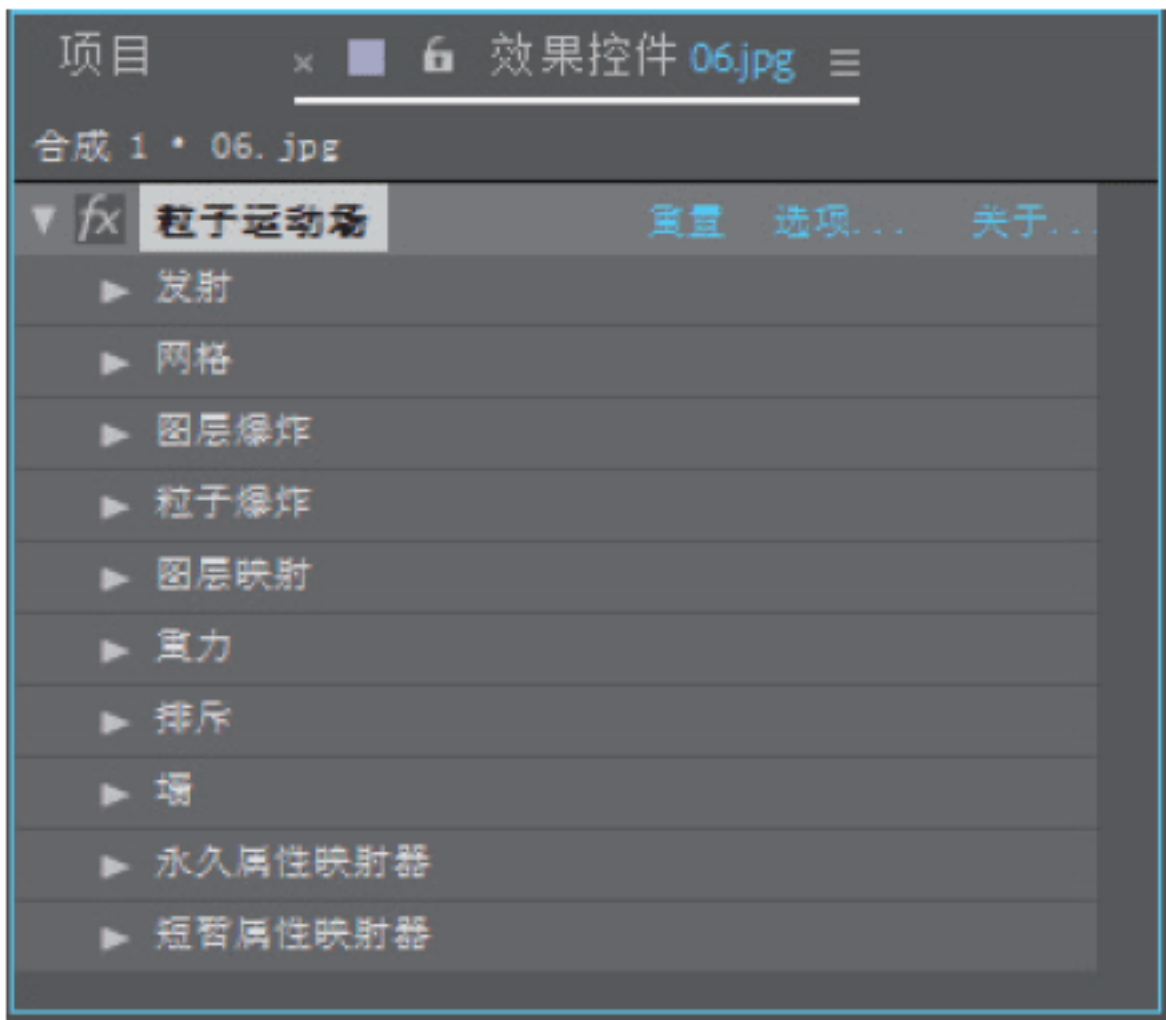 项目 × 效果控件 06.jpg ≡
合成 1 • 06.jpg
fx 粒子运动场 重置 选项... 关于...
发射
网格
图层爆炸
粒子爆炸
图层映射
重力
排斥
墙
永久属性映射器
短暂属性映射器